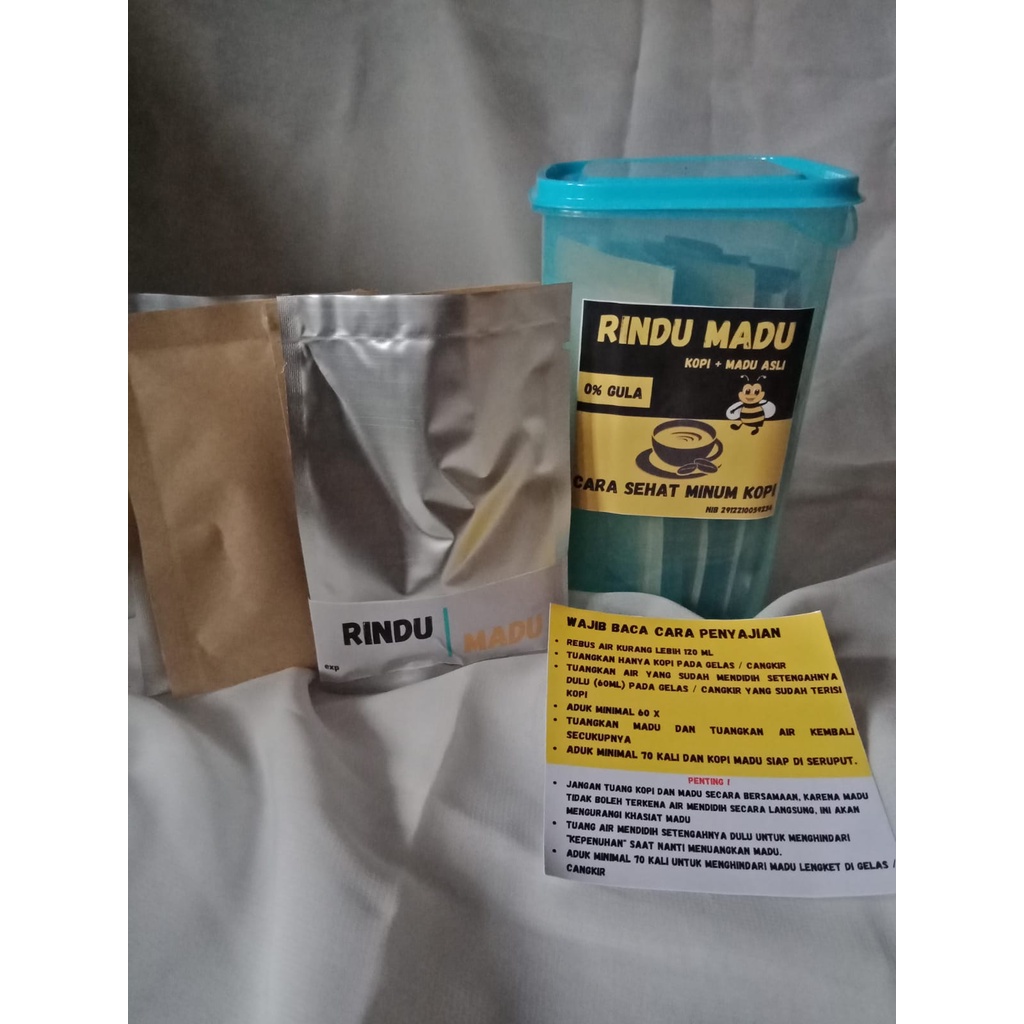 RINDU MADU
KOPI + MADU ASLI
0% GULA
CARA SEHAT MINUM KOPI
NIB
RINDU | MADU
exp
WAJIB BACA CARA PENYAJIAN
• REBUS AIR KURANG LEBIH 120 ML
• TUANGKAN HANYA KOPI PADA GELAS / CANGKIR
• TUANGKAN AIR YANG SUDAH MENDIDIH SETENGAHNYA
DULU (60ML) PADA GELAS / CANGKIR YANG SUDAH TERISI
KOPI
• ADUK MINIMAL 60 X
• TUANGKAN MADU DAN TUANGKAN AIR KEMBALI
SECUKUPNYA
• ADUK MINIMAL 70 KALI DAN KOPI MADU SIAP DI SERUPUT.
PENTING !
• JANGAN TUANG KOPI DAN MADU SECARA BERSAMAAN, KARENA MADU
TIDAK BOLEH TERKENA AIR MENDIDIH SECARA LANGSUNG, INI AKAN
MENGURANGI KHASIAT MADU
• TUANG AIR MENDIDIH SETENGAHNYA DULU UNTUK MENGHINDARI
"KEPENUHAN" SAAT NANTI MENUANGKAN MADU.
• ADUK MINIMAL 70 KALI UNTUK MENGHINDARI MADU LENGKET DI GELAS /
CANGKIR